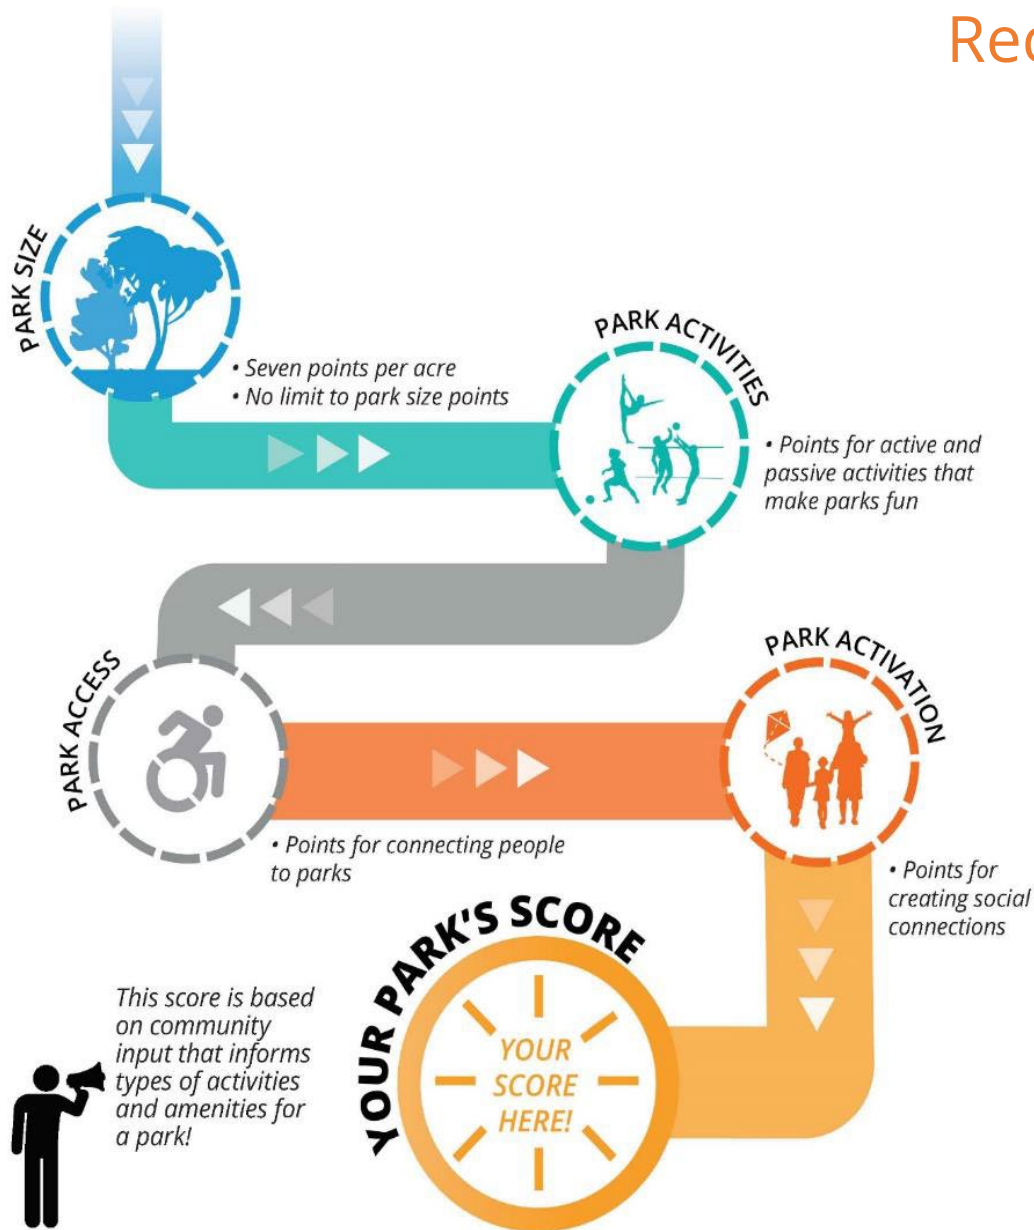 PARK SIZE
• Seven points per acre
• No limit to park size points
PARK ACTIVITIES
• Points for active and
passive activities that
make parks fun
PARK ACCESS
• Points for connecting people
to parks
PARK ACTIVATION
• Points for
creating social
connections
YOUR PARK'S SCORE
YOUR
SCORE
HERE!
This score is based
on community
input that informs
types of activities
and amenities for
a park!